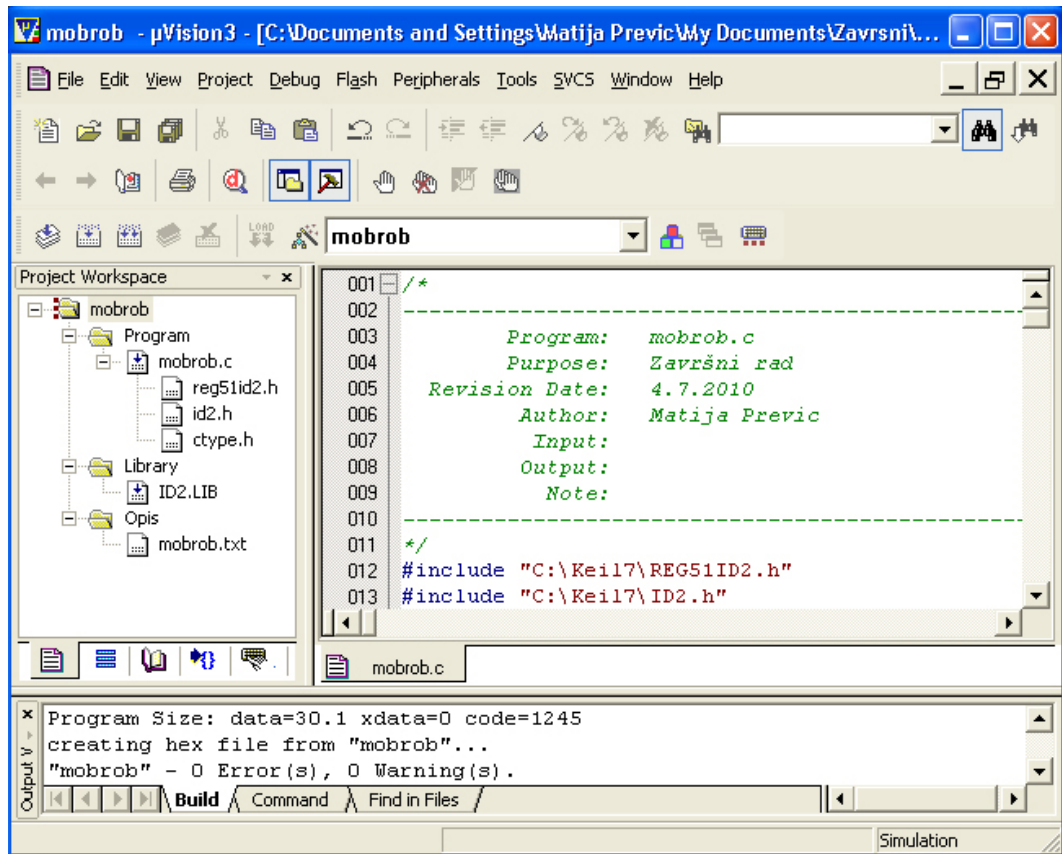 mobrob - µVision3 - [C:\Documents and Settings\Matija Previc\My Documents\Zavrsni\...
File Edit View Project Debug Flash Peripherals Tools SVCS Window Help
LOAD
mobrob
Project Workspace
mobrob
Program
mobrob.c
reg51id2.h
id2.h
ctype.h
Library
ID2.LIB
Opis
mobrob.txt
001 /*
002 ------------------------------------------------
003 Program: mobrob.c
004 Purpose: Završni rad
005 Revision Date: 4.7.2010
006 Author: Matija Previc
007 Input:
008 Output:
009 Note:
010 ------------------------------------------------
011 */
012 #include "C:\Keil7\REG51ID2.h"
013 #include "C:\Keil7\ID2.h"
mobrob.c
Output W
Program Size: data=30.1 xdata=0 code=1245
creating hex file from "mobrob"...
"mobrob" - 0 Error(s), 0 Warning(s).
Build Command Find in Files
Simulation